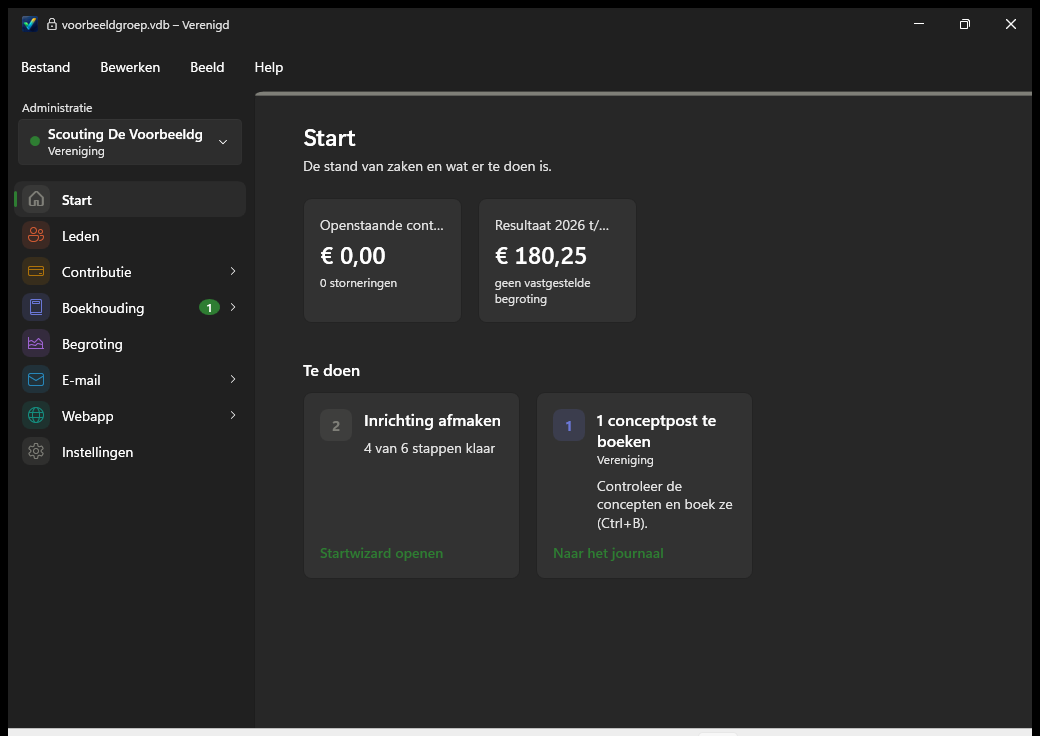 voorbeeldgroep.vdb – Verenigd
Bestand Bewerken Beeld Help
Administratie
Scouting De Voorbeeldg
Vereniging
Start
Leden
Contributie
Boekhouding 1
Begroting
E-mail
Webapp
Instellingen
Start
De stand van zaken en wat er te doen is.
Openstaande cont...
€ 0,00
0 storneringen
Resultaat 2026 t/...
€ 180,25
geen vastgestelde
begroting
Te doen
2 Inrichting afmaken
4 van 6 stappen klaar
Startwizard openen
1 1 conceptpost te
boeken
Vereniging
Controleer de
concepten en boek ze
(Ctrl+B).
Naar het journaal